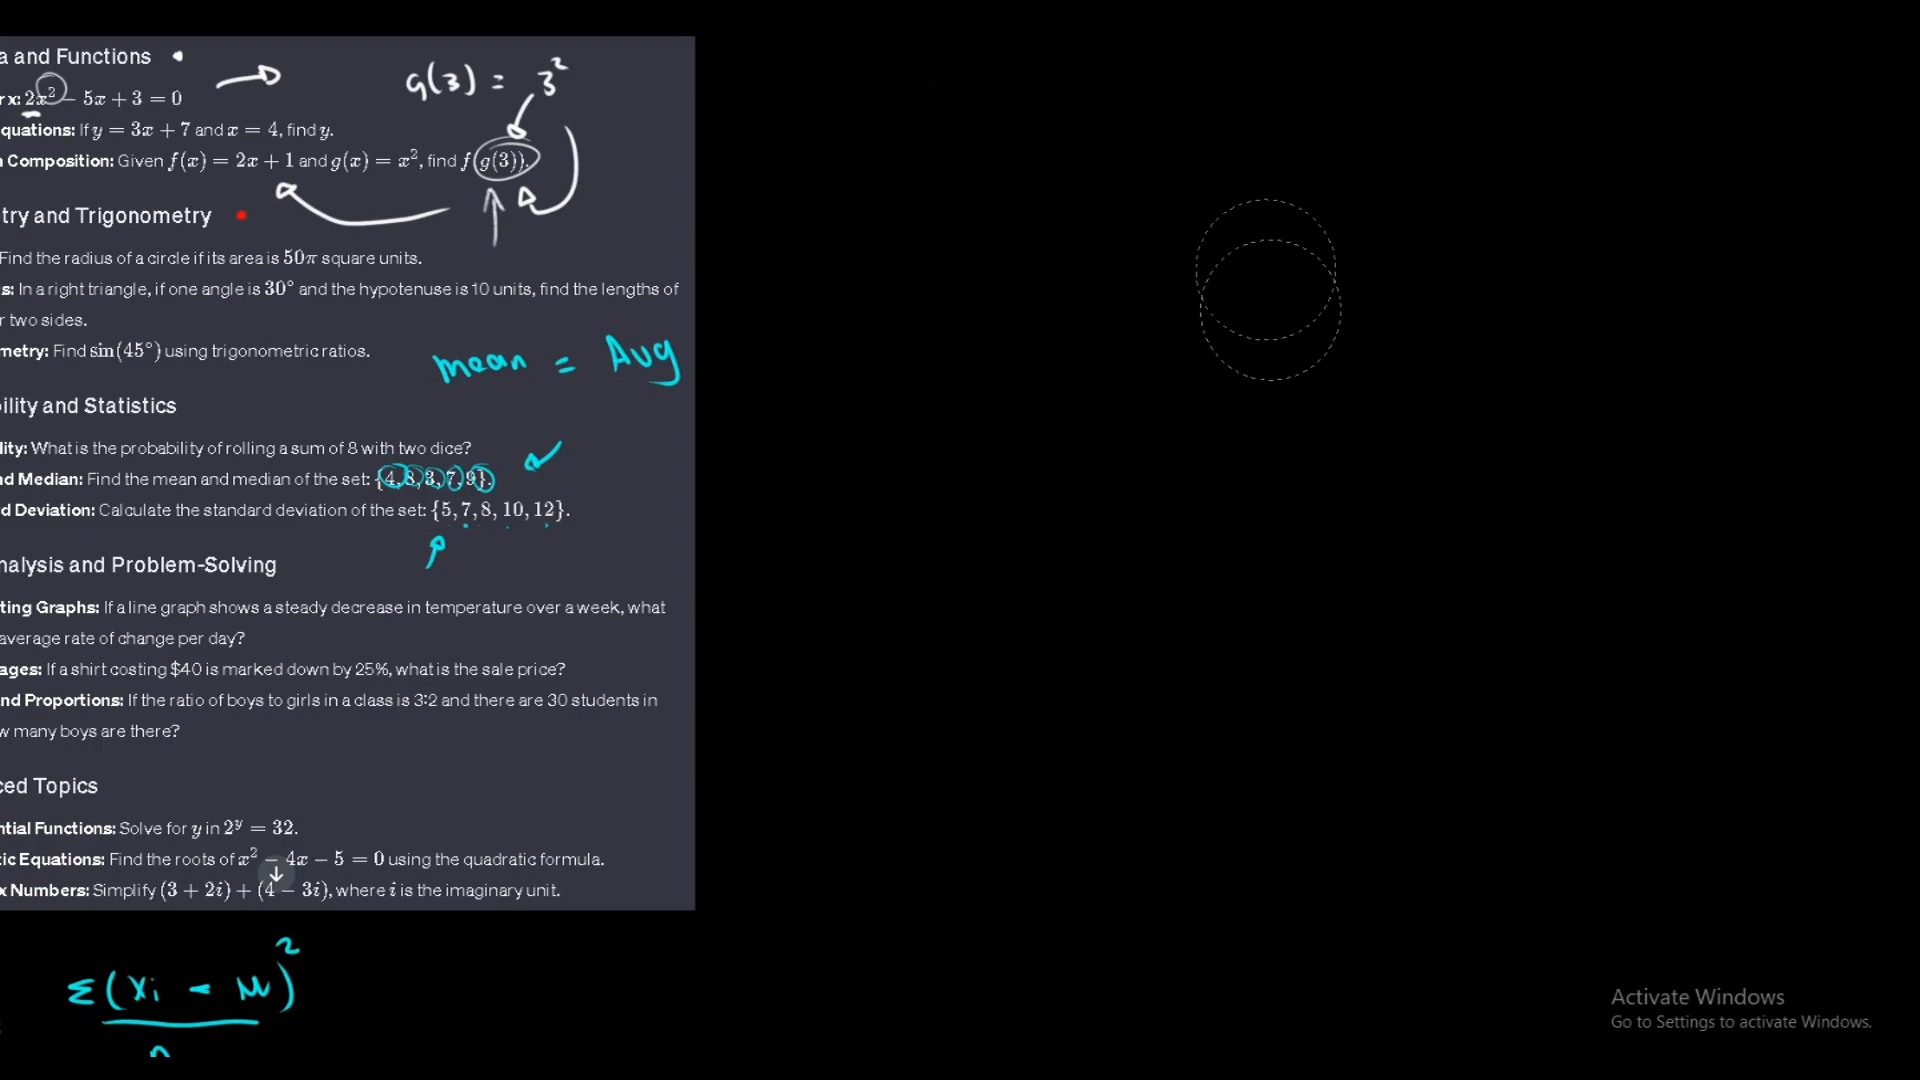 a and Functions
r x: 2x² − 5x + 3 = 0
g(3) = 3²
quations: If y = 3x + 7 and x = 4, find y.
n Composition: Given f(x) = 2x + 1 and g(x) = x², find f(g(3)).
try and Trigonometry
Find the radius of a circle if its area is 50π square units.
s: In a right triangle, if one angle is 30° and the hypotenuse is 10 units, find the lengths of
r two sides.
metry: Find sin(45°) using trigonometric ratios.
mean = Avg
ility and Statistics
lity: What is the probability of rolling a sum of 8 with two dice?
nd Median: Find the mean and median of the set: {4, 8, 3, 7, 9}.
d Deviation: Calculate the standard deviation of the set: {5, 7, 8, 10, 12}.
nalysis and Problem-Solving
ting Graphs: If a line graph shows a steady decrease in temperature over a week, what
average rate of change per day?
ages: If a shirt costing $40 is marked down by 25%, what is the sale price?
nd Proportions: If the ratio of boys to girls in a class is 3:2 and there are 30 students in
w many boys are there?
ced Topics
ntial Functions: Solve for y in 2^y = 32.
tic Equations: Find the roots of x² − 4x − 5 = 0 using the quadratic formula.
x Numbers: Simplify (3 + 2i) + (4 − 3i), where i is the imaginary unit.
Σ(xi - μ)²
n
Activate Windows
Go to Settings to activate Windows.